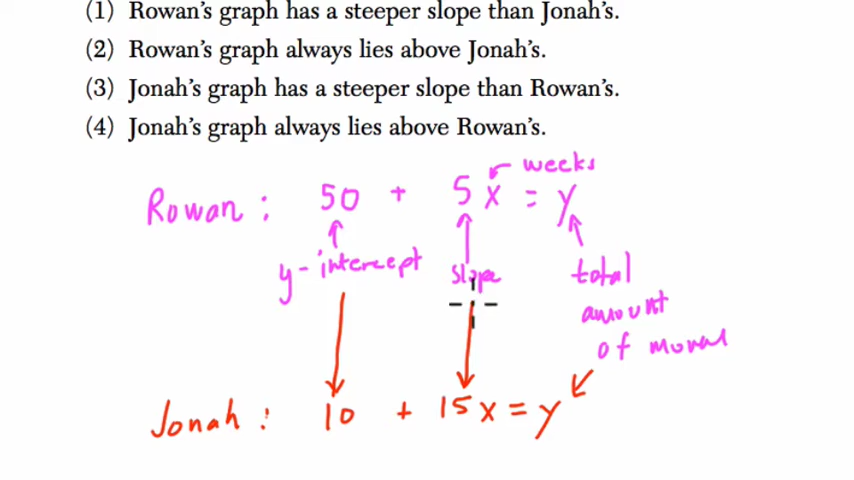 (1) Rowan's graph has a steeper slope than Jonah's.
(2) Rowan's graph always lies above Jonah's.
(3) Jonah's graph has a steeper slope than Rowan's.
(4) Jonah's graph always lies above Rowan's.
weeks
Rowan : 50 + 5x = y
y-intercept slope total
amount
of
Jonah : 10 + 15x = y